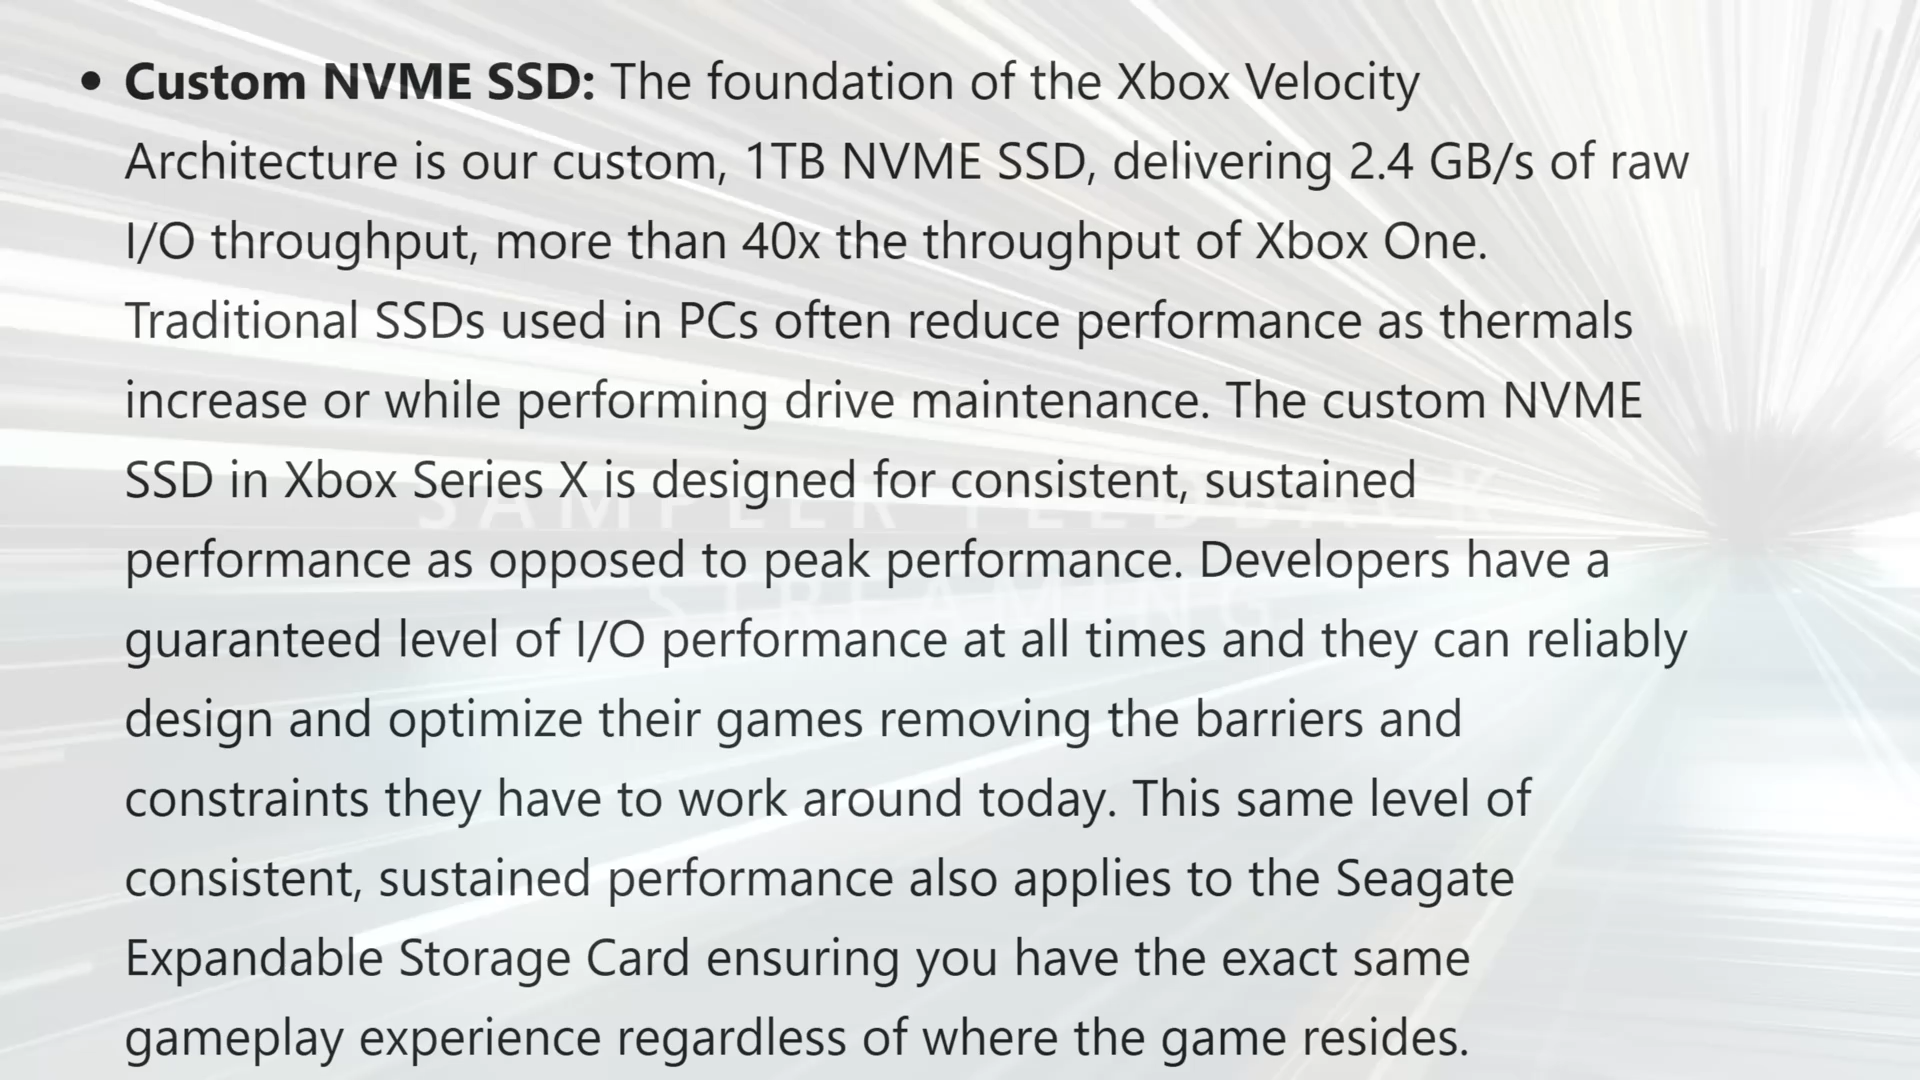 • Custom NVME SSD: The foundation of the Xbox Velocity
Architecture is our custom, 1TB NVME SSD, delivering 2.4 GB/s of raw
I/O throughput, more than 40x the throughput of Xbox One.
Traditional SSDs used in PCs often reduce performance as thermals
increase or while performing drive maintenance. The custom NVME
SSD in Xbox Series X is designed for consistent, sustained
performance as opposed to peak performance. Developers have a
guaranteed level of I/O performance at all times and they can reliably
design and optimize their games removing the barriers and
constraints they have to work around today. This same level of
consistent, sustained performance also applies to the Seagate
Expandable Storage Card ensuring you have the exact same
gameplay experience regardless of where the game resides.
SAMPLER FEEDBACK
STREAMING